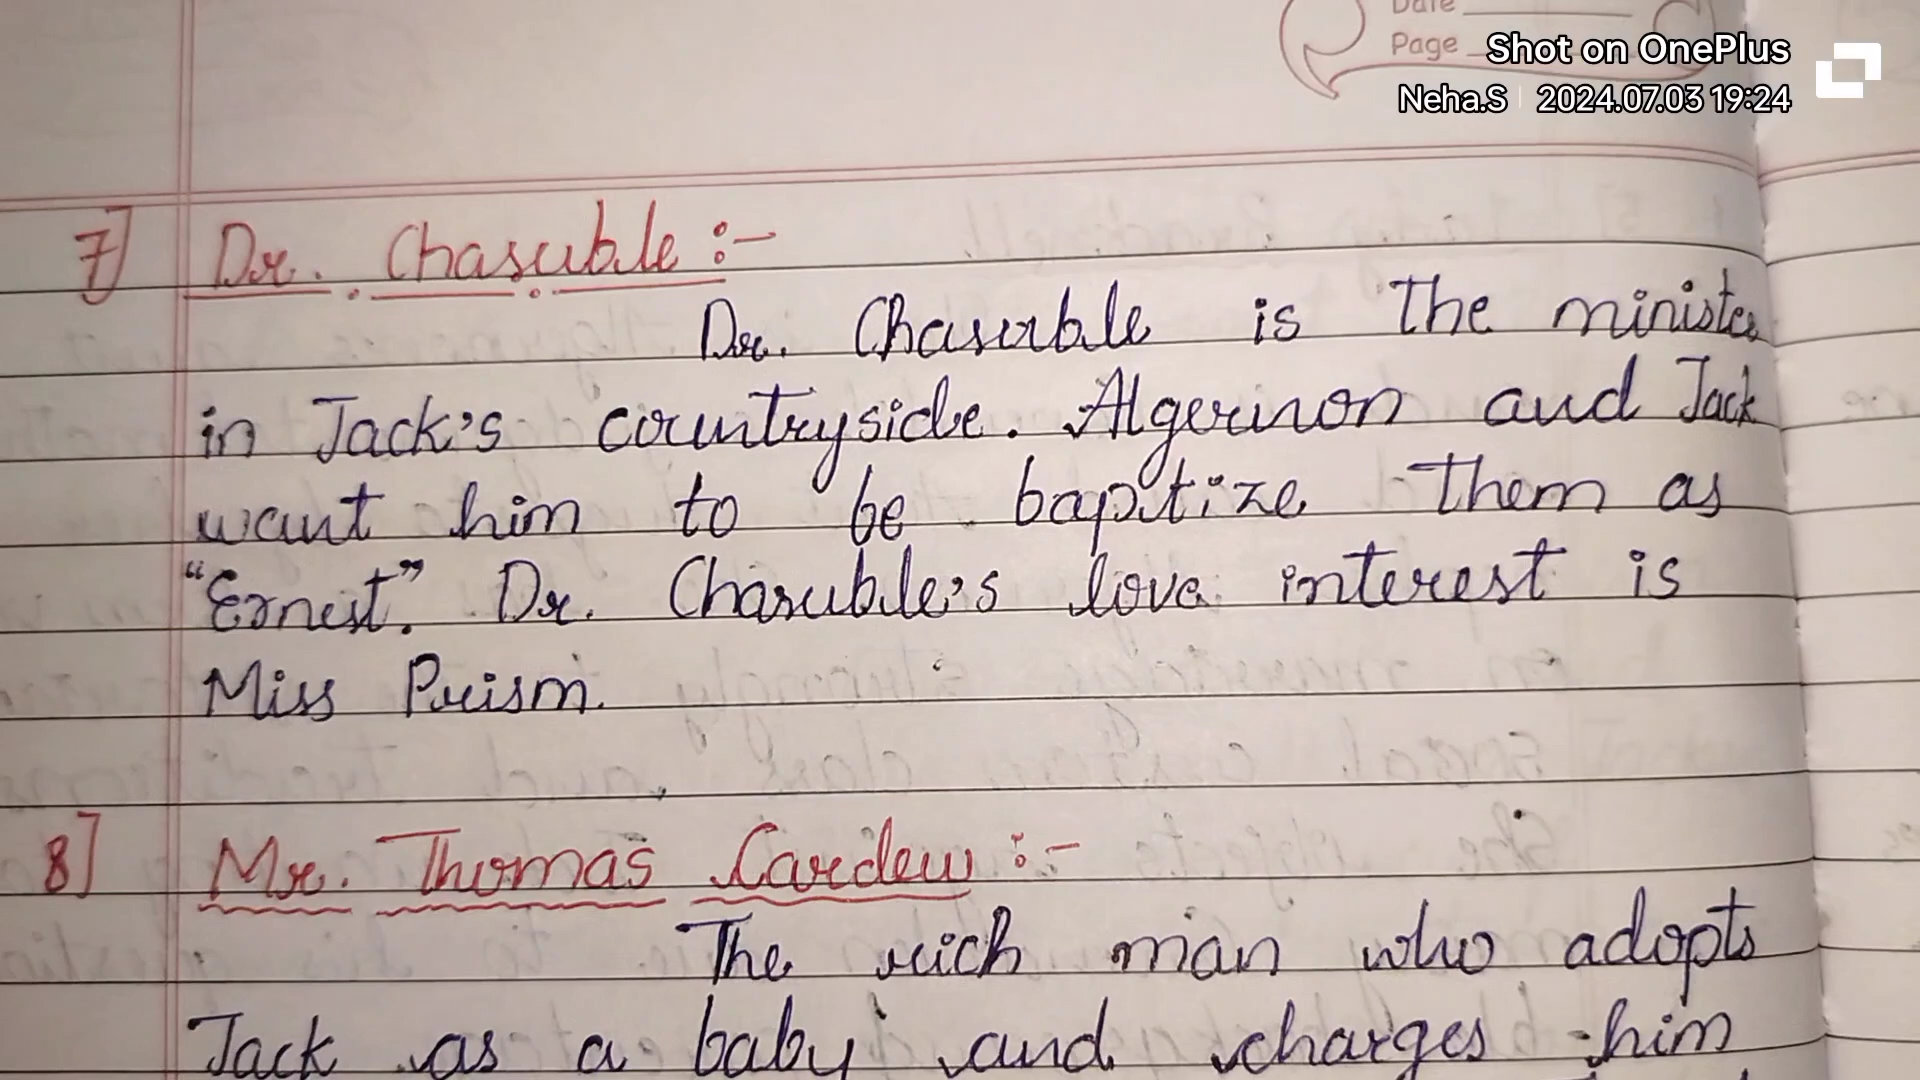 Date
Page
Shot on OnePlus
Neha.S | 2024.07.03 19:24
7] Dr. Chasuble :-
Dr. Chasuble is the minister
in Jack's countryside. Algerinon and Jack
want him to be baptize them as
"Ernest". Dr. Chasuble's love interest is
Miss Prism.
8] Mr. Thomas Cardew :-
The rich man who adopts
Jack as a baby and charges him